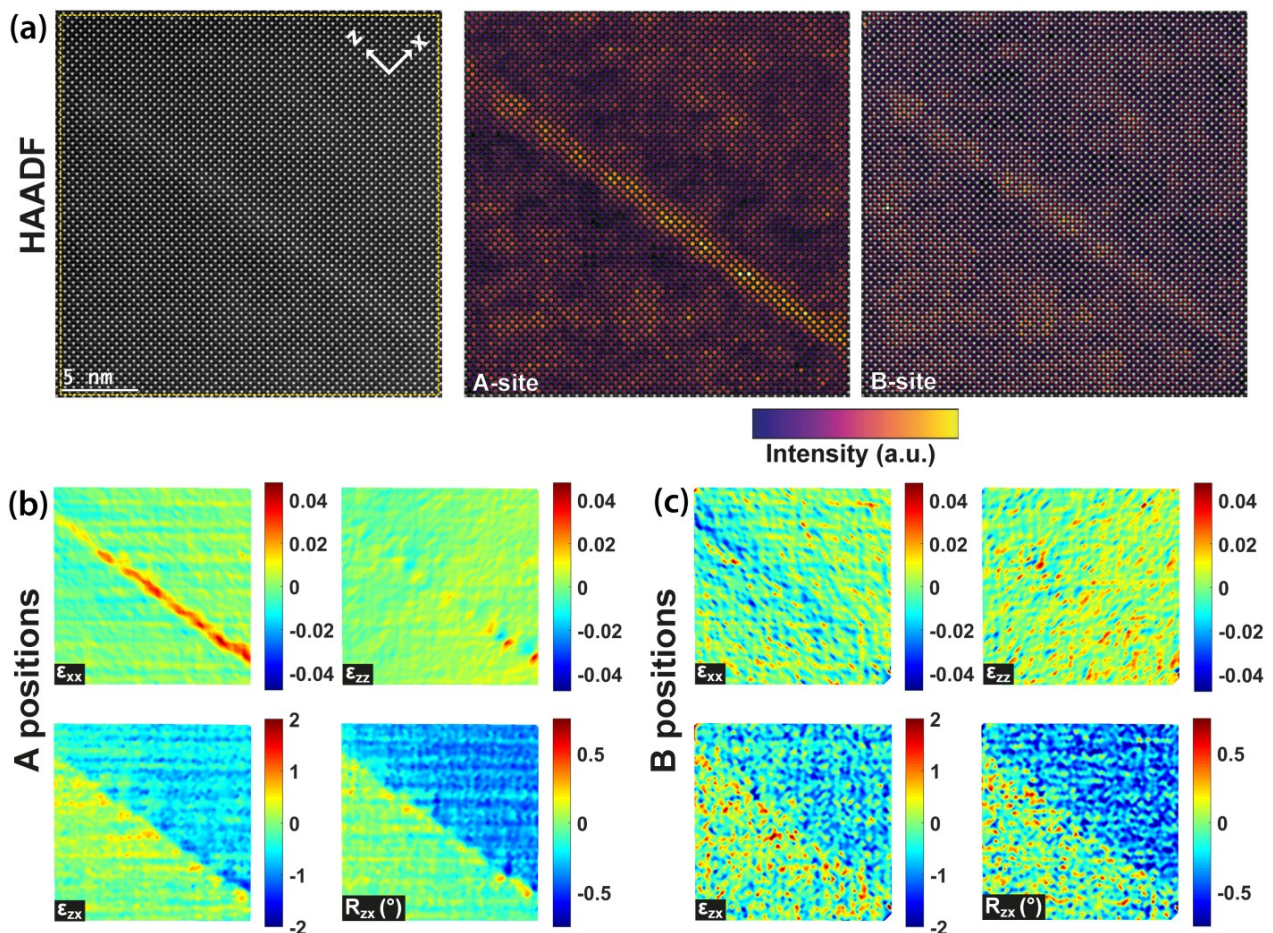 (a)
HAADF
z x
5 nm
A-site
B-site
Intensity (a.u.)
(b)
(c)
A positions
0.04
0.02
0
-0.02
-0.04
εxx
0.04
0.02
0
-0.02
-0.04
εzz
2
1
0
-1
-2
εzx
0.5
0
-0.5
Rzx (°)
B positions
0.04
0.02
0
-0.02
-0.04
εxx
0.04
0.02
0
-0.02
-0.04
εzz
2
1
0
-1
-2
εzx
0.5
0
-0.5
Rzx (°)